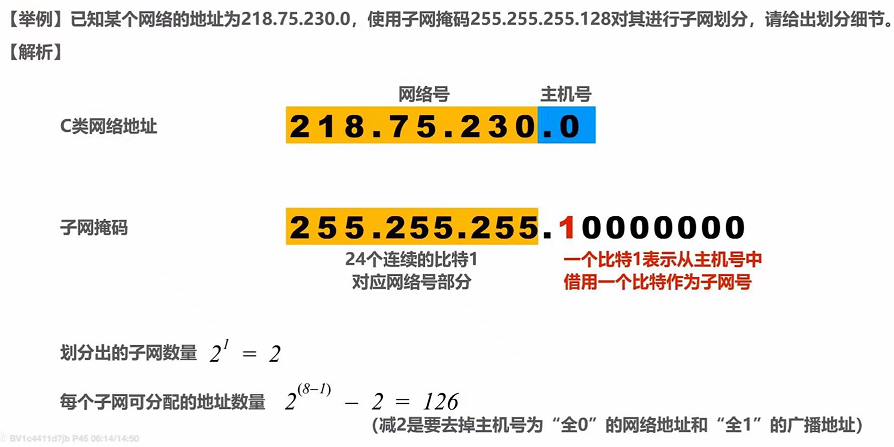 【举例】已知某个网络的地址为218.75.230.0，使用子网掩码255.255.255.128对其进行子网划分，请给出划分细节。
【解析】
网络号 主机号
C类网络地址 218.75.230.0
子网掩码 255.255.255.10000000
24个连续的比特1 一个比特1表示从主机号中
对应网络号部分 借用一个比特作为子网号
划分出的子网数量 2^1 = 2
每个子网可分配的地址数量 2^(8-1) - 2 = 126
(减2是要去掉主机号为“全0”的网络地址和“全1”的广播地址)
BV1c4411d7jb P45 06:14/14:50